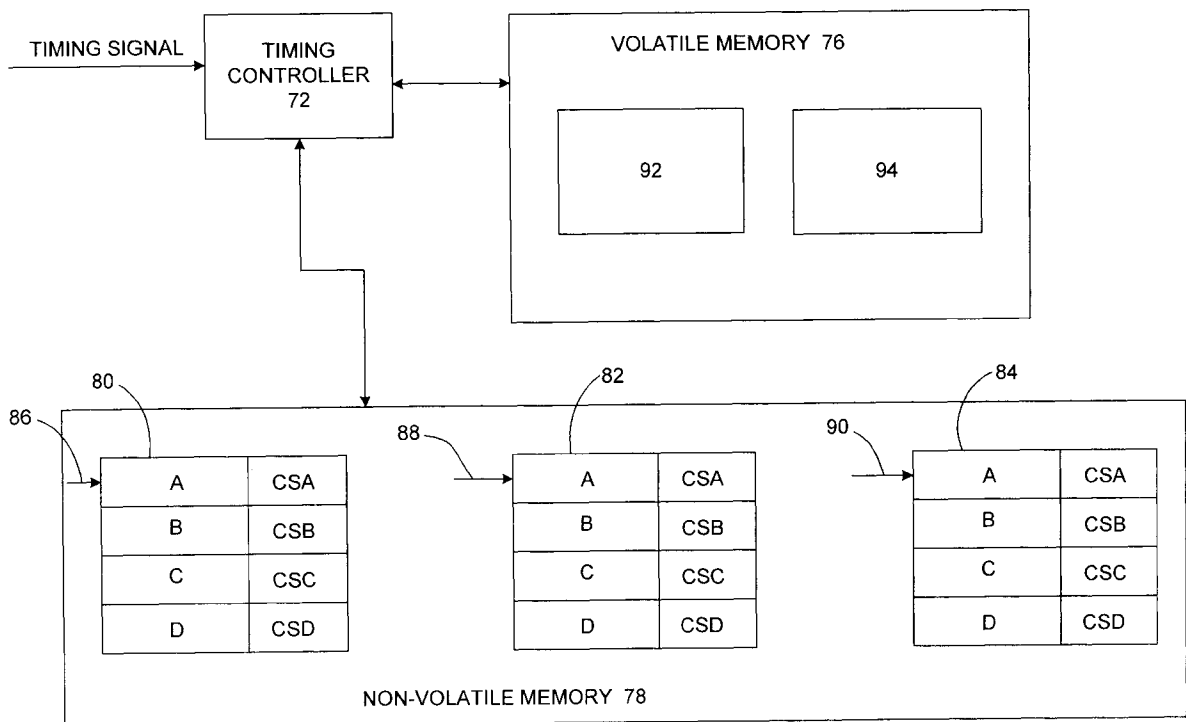 TIMING SIGNAL
TIMING
CONTROLLER
72
VOLATILE MEMORY 76
92
94
80
82
84
86
88
90
A CSA
B CSB
C CSC
D CSD
A CSA
B CSB
C CSC
D CSD
A CSA
B CSB
C CSC
D CSD
NON-VOLATILE MEMORY 78